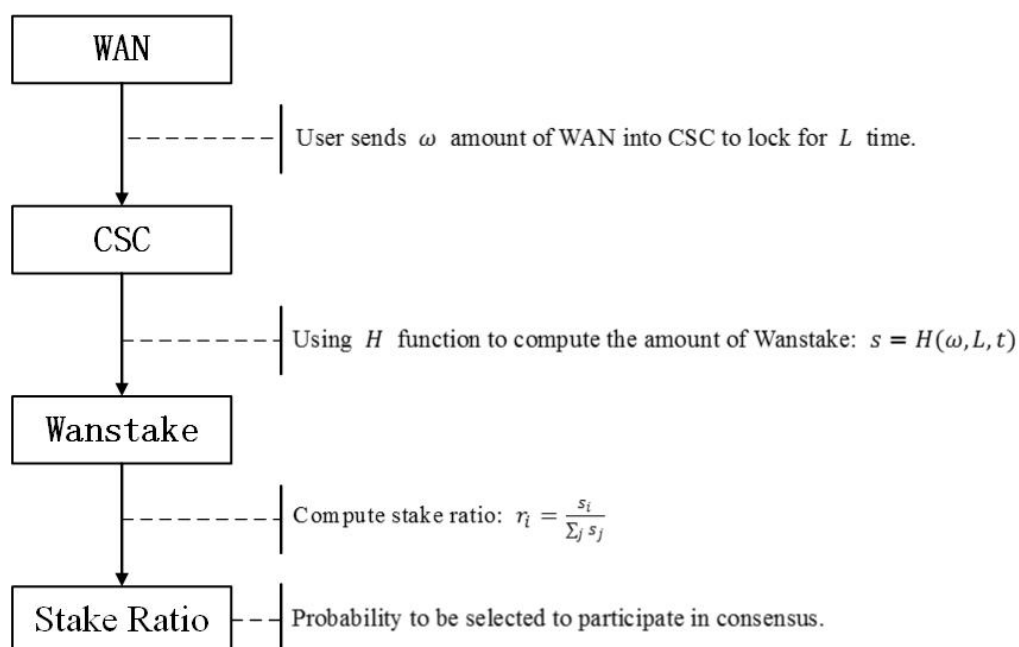 WAN
User sends ω amount of WAN into CSC to lock for L time.
CSC
Using H function to compute the amount of Wanstake: s = H(ω,L,t)
Wanstake
Compute stake ratio: r_i = s_i / Σ_j s_j
Stake Ratio
Probability to be selected to participate in consensus.